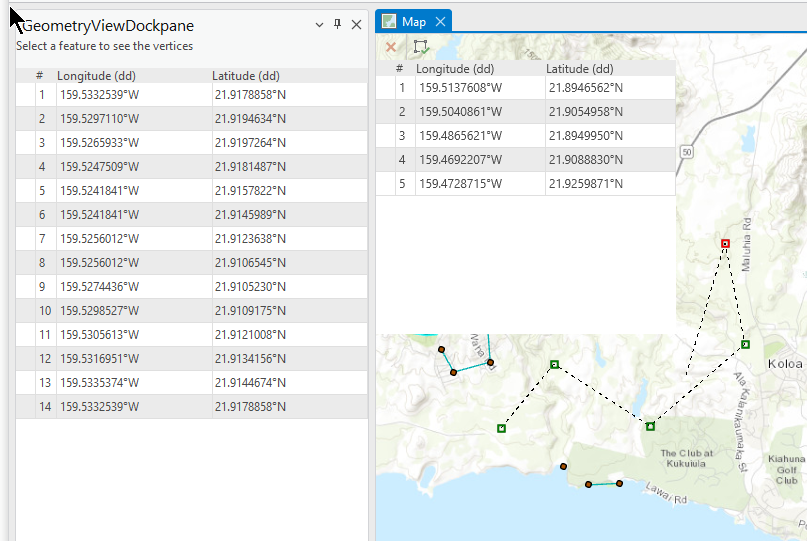 GeometryViewDockpane
Select a feature to see the vertices
# Longitude (dd) Latitude (dd)
1 159.5332539°W 21.9178858°N
2 159.5297110°W 21.9194634°N
3 159.5265933°W 21.9197264°N
4 159.5247509°W 21.9181487°N
5 159.5241841°W 21.9157822°N
6 159.5241841°W 21.9145989°N
7 159.5256012°W 21.9123638°N
8 159.5256012°W 21.9106545°N
9 159.5274436°W 21.9105230°N
10 159.5298527°W 21.9109175°N
11 159.5305613°W 21.9121008°N
12 159.5316951°W 21.9134156°N
13 159.5335374°W 21.9144674°N
14 159.5332539°W 21.9178858°N
Map
# Longitude (dd) Latitude (dd)
1 159.5137608°W 21.8946562°N
2 159.5040861°W 21.9054958°N
3 159.4865621°W 21.8949950°N
4 159.4692207°W 21.9088830°N
5 159.4728715°W 21.9259871°N
50
Maluhia Rd
Koloa
Ala Kalanikaumaka St
The Club at
Kukuiula
Kiahuna
Golf
Club
Lawai Rd